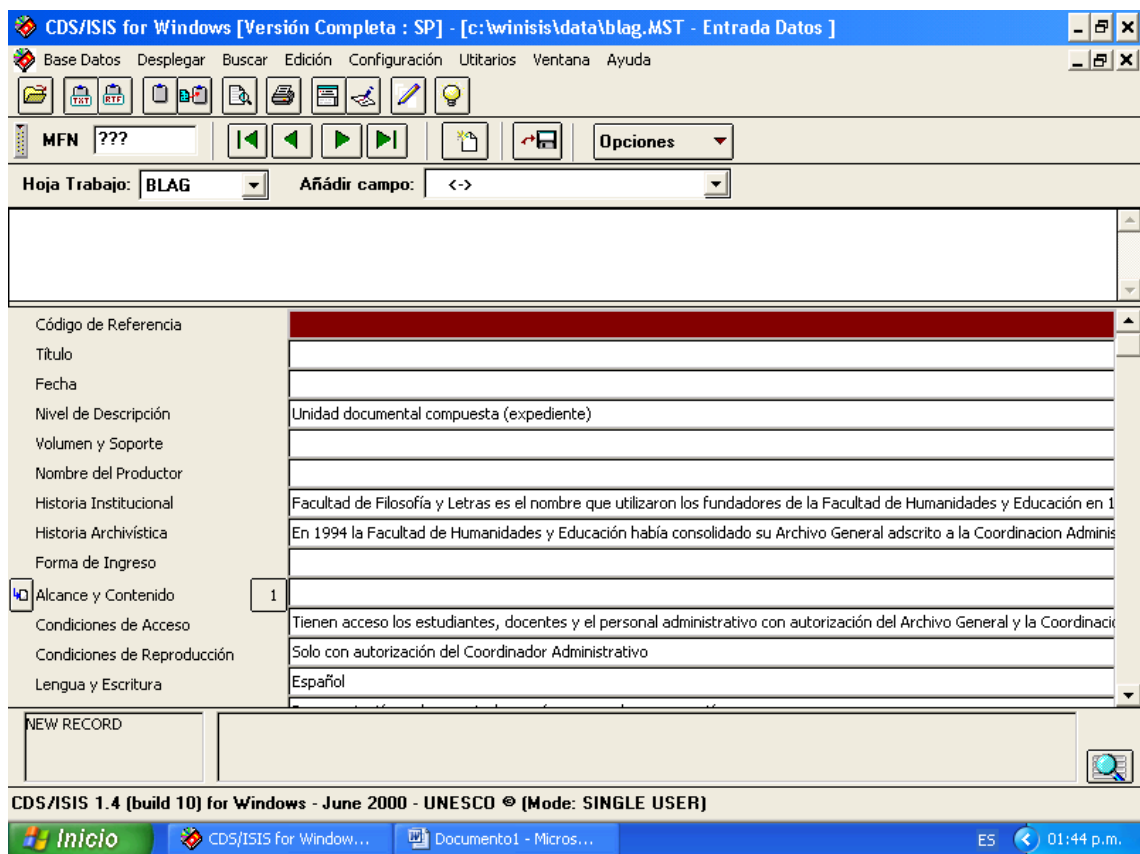 CDS/ISIS for Windows [Versión Completa : SP] - [c:\winisis\data\blag.MST - Entrada Datos ]
Base Datos Desplegar Buscar Edición Configuración Utitarios Ventana Ayuda
TXT RTF
MFN ??? Opciones
Hoja Trabajo: BLAG Añádir campo: <->
Código de Referencia
Título
Fecha
Nivel de Descripción Unidad documental compuesta (expediente)
Volumen y Soporte
Nombre del Productor
Historia Institucional Facultad de Filosofía y Letras es el nombre que utilizaron los fundadores de la Facultad de Humanidades y Educación en 1
Historia Archivística En 1994 la Facultad de Humanidades y Educación había consolidado su Archivo General adscrito a la Coordinacion Adminis
Forma de Ingreso
Alcance y Contenido 1
Condiciones de Acceso Tienen acceso los estudiantes, docentes y el personal administrativo con autorización del Archivo General y la Coordinació
Condiciones de Reproducción Solo con autorización del Coordinador Administrativo
Lengua y Escritura Español
NEW RECORD
CDS/ISIS 1.4 (build 10) for Windows - June 2000 - UNESCO © (Mode: SINGLE USER)
Inicio CDS/ISIS for Window... Documento1 - Micros... ES 01:44 p.m.